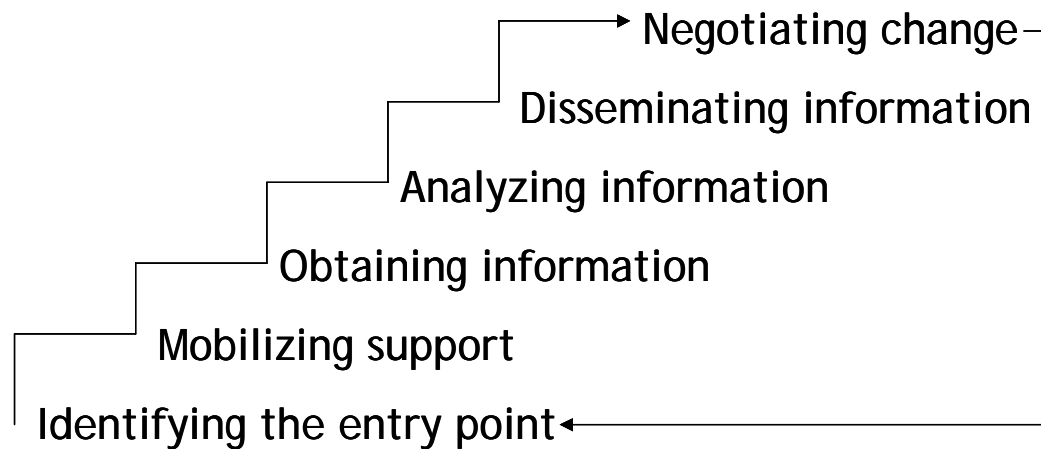 Negotiating change
Disseminating information
Analyzing information
Obtaining information
Mobilizing support
Identifying the entry point